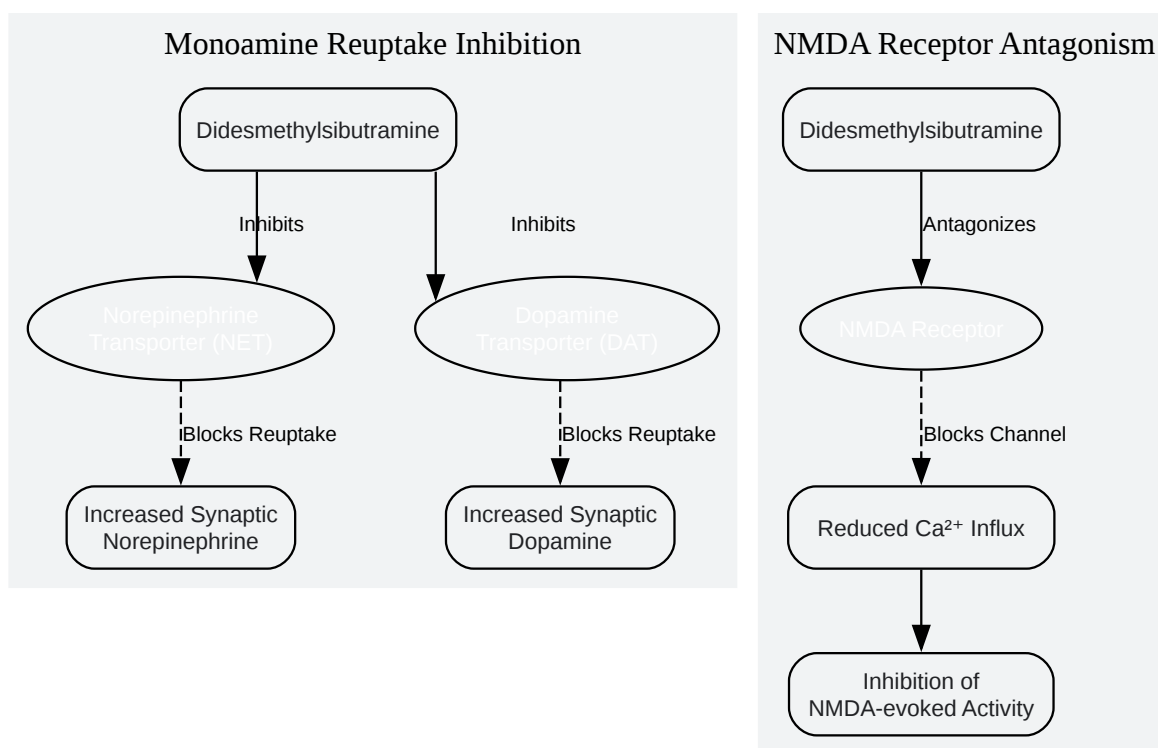 Monoamine Reuptake Inhibition
Didesmethylsibutramine
Inhibits
Inhibits
Norepinephrine
Transporter (NET)
Dopamine
Transporter (DAT)
Blocks Reuptake
Blocks Reuptake
Increased Synaptic
Norepinephrine
Increased Synaptic
Dopamine
NMDA Receptor Antagonism
Didesmethylsibutramine
Antagonizes
NMDA Receptor
Blocks Channel
Reduced Ca²⁺ Influx
Inhibition of
NMDA-evoked Activity